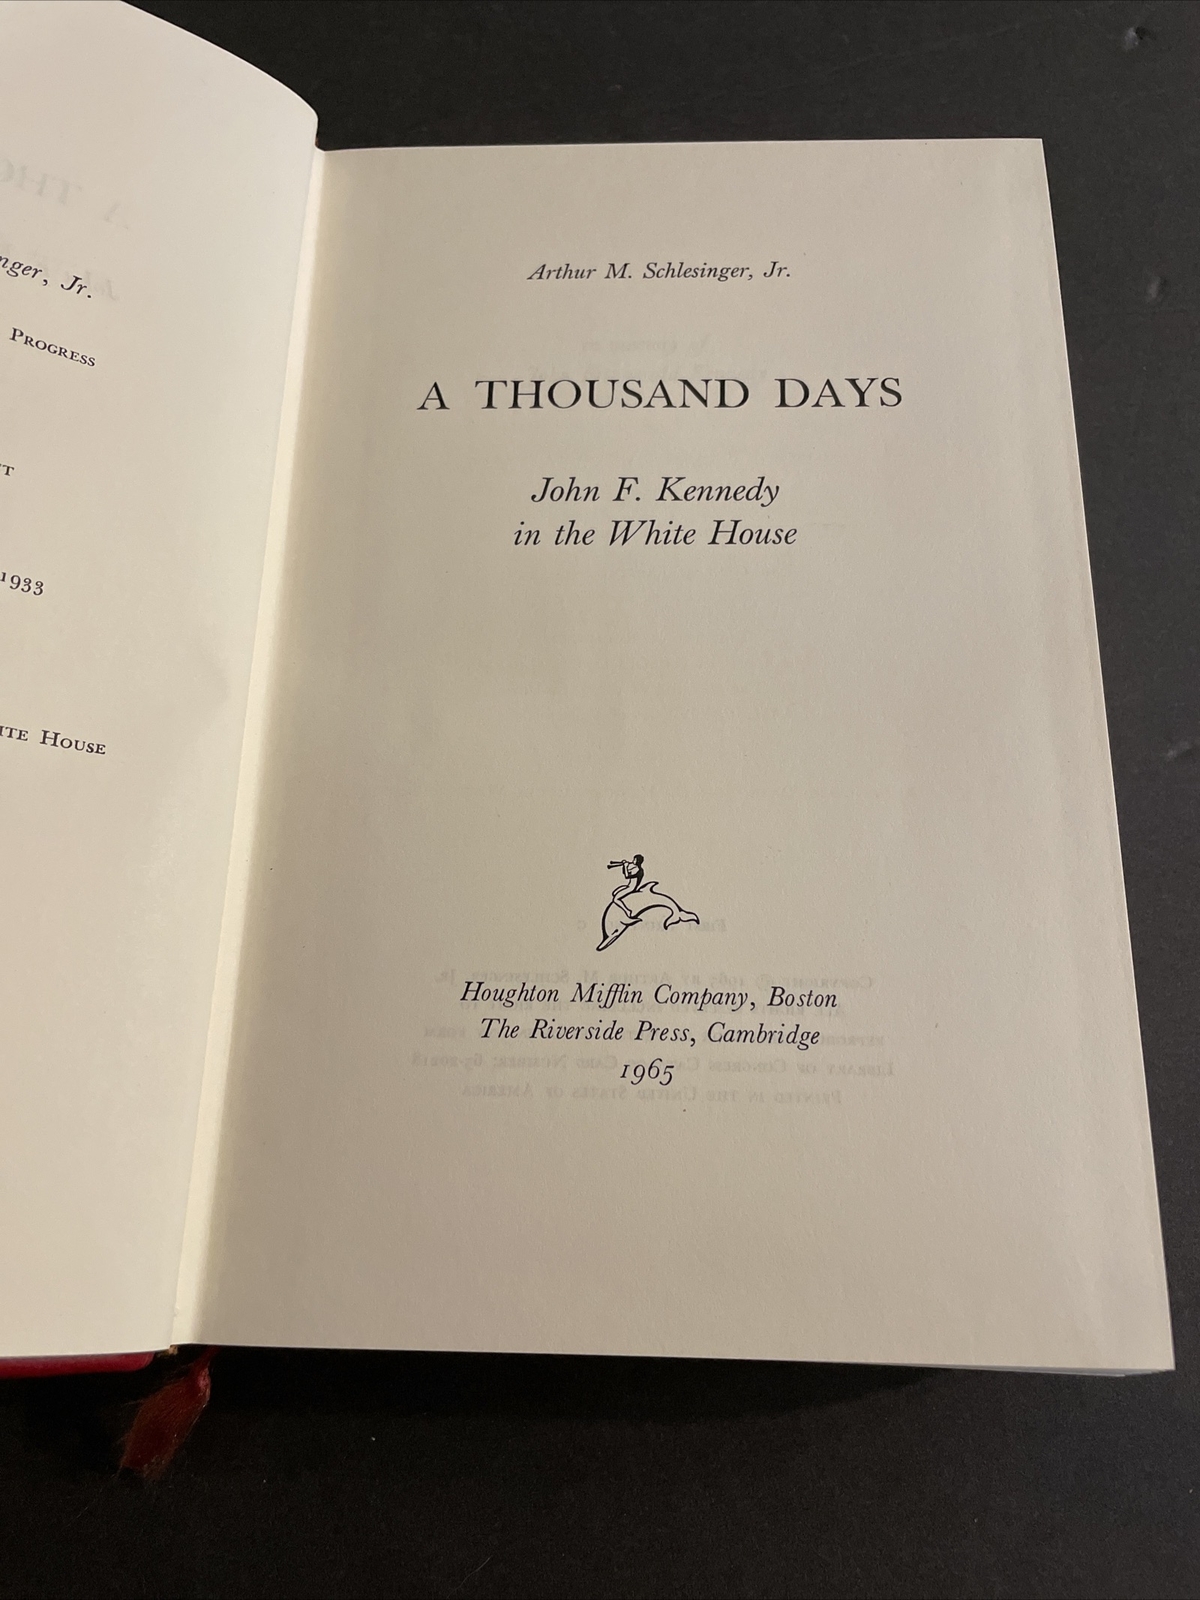 nger, Jr.
Progress
T
1933
ite House
Arthur M. Schlesinger, Jr.
A THOUSAND DAYS
John F. Kennedy
in the White House
Houghton Mifflin Company, Boston
The Riverside Press, Cambridge
1965